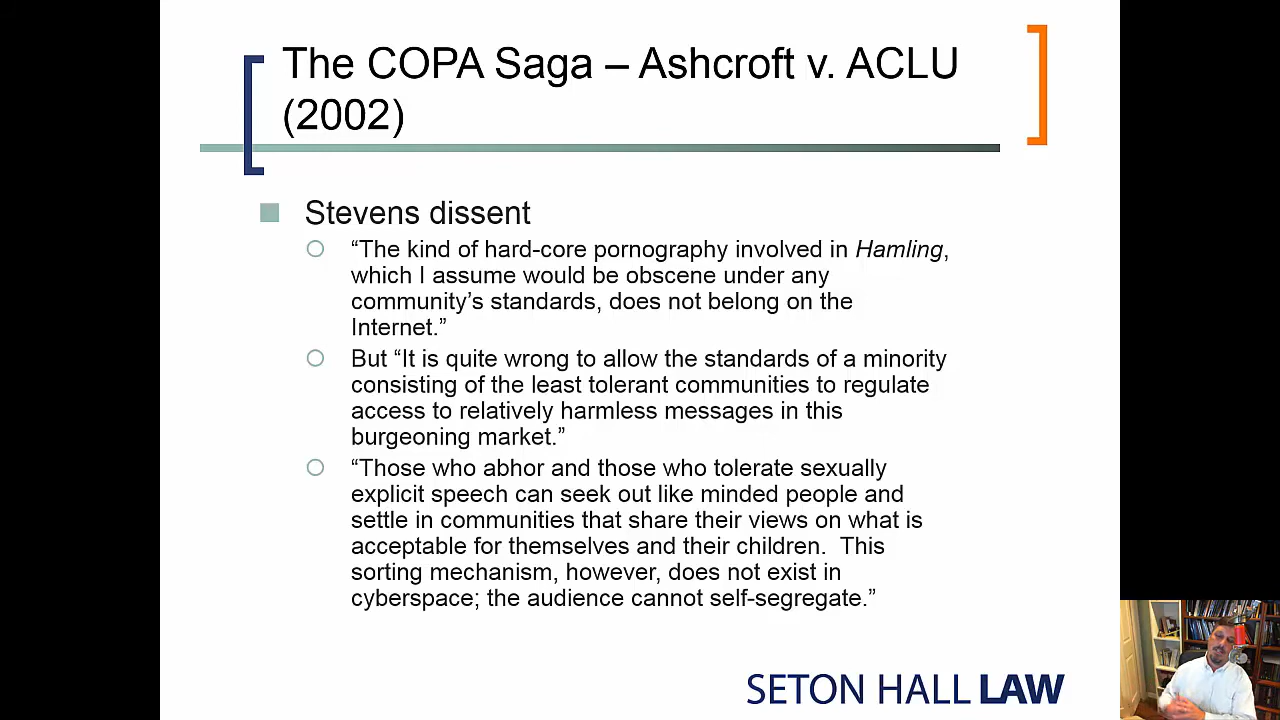 The COPA Saga – Ashcroft v. ACLU
(2002)
Stevens dissent
“The kind of hard-core pornography involved in Hamling,
which I assume would be obscene under any
community’s standards, does not belong on the
Internet.”
But “It is quite wrong to allow the standards of a minority
consisting of the least tolerant communities to regulate
access to relatively harmless messages in this
burgeoning market.”
“Those who abhor and those who tolerate sexually
explicit speech can seek out like minded people and
settle in communities that share their views on what is
acceptable for themselves and their children.  This
sorting mechanism, however, does not exist in
cyberspace; the audience cannot self-segregate.”
SETON HALL LAW